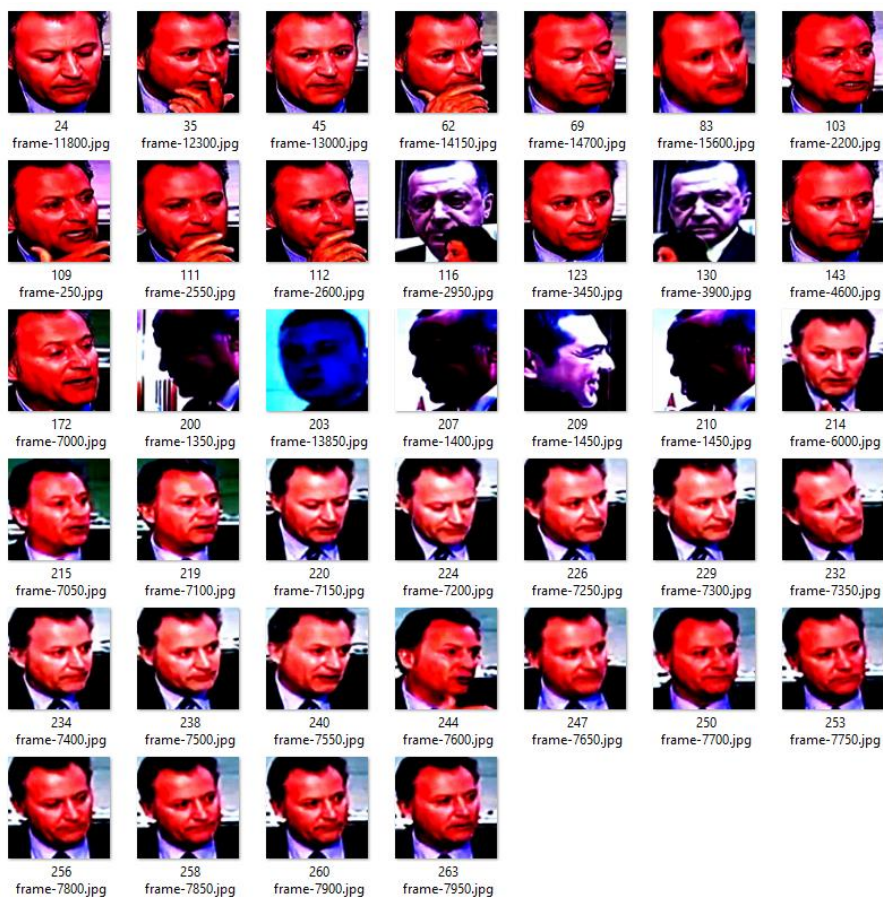 24
frame-11800.jpg
35
frame-12300.jpg
45
frame-13000.jpg
62
frame-14150.jpg
69
frame-14700.jpg
83
frame-15600.jpg
103
frame-2200.jpg
109
frame-250.jpg
111
frame-2550.jpg
112
frame-2600.jpg
116
frame-2950.jpg
123
frame-3450.jpg
130
frame-3900.jpg
143
frame-4600.jpg
172
frame-7000.jpg
200
frame-1350.jpg
203
frame-13850.jpg
207
frame-1400.jpg
209
frame-1450.jpg
210
frame-1450.jpg
214
frame-6000.jpg
215
frame-7050.jpg
219
frame-7100.jpg
220
frame-7150.jpg
224
frame-7200.jpg
226
frame-7250.jpg
229
frame-7300.jpg
232
frame-7350.jpg
234
frame-7400.jpg
238
frame-7500.jpg
240
frame-7550.jpg
244
frame-7600.jpg
247
frame-7650.jpg
250
frame-7700.jpg
253
frame-7750.jpg
256
frame-7800.jpg
258
frame-7850.jpg
260
frame-7900.jpg
263
frame-7950.jpg